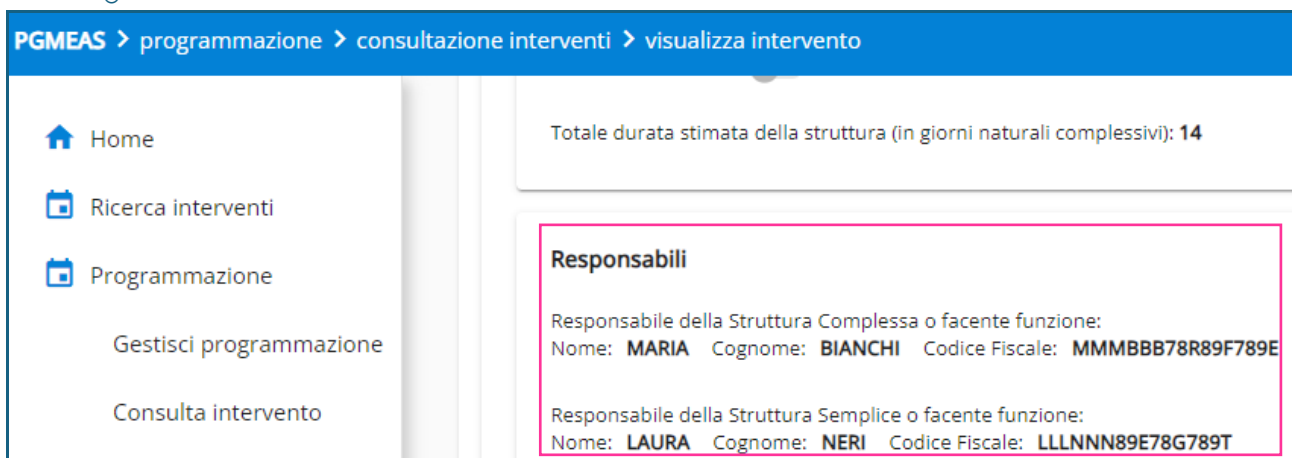 PGMEAS > programmazione > consultazione interventi > visualizza intervento
Home
Ricerca interventi
Programmazione
Gestisci programmazione
Consulta intervento
Totale durata stimata della struttura (in giorni naturali complessivi): 14
Responsabili
Responsabile della Struttura Complessa o facente funzione:
Nome: MARIA Cognome: BIANCHI Codice Fiscale: MMMBBB78R89F789E
Responsabile della Struttura Semplice o facente funzione:
Nome: LAURA Cognome: NERI Codice Fiscale: LLLNNN89E78G789T